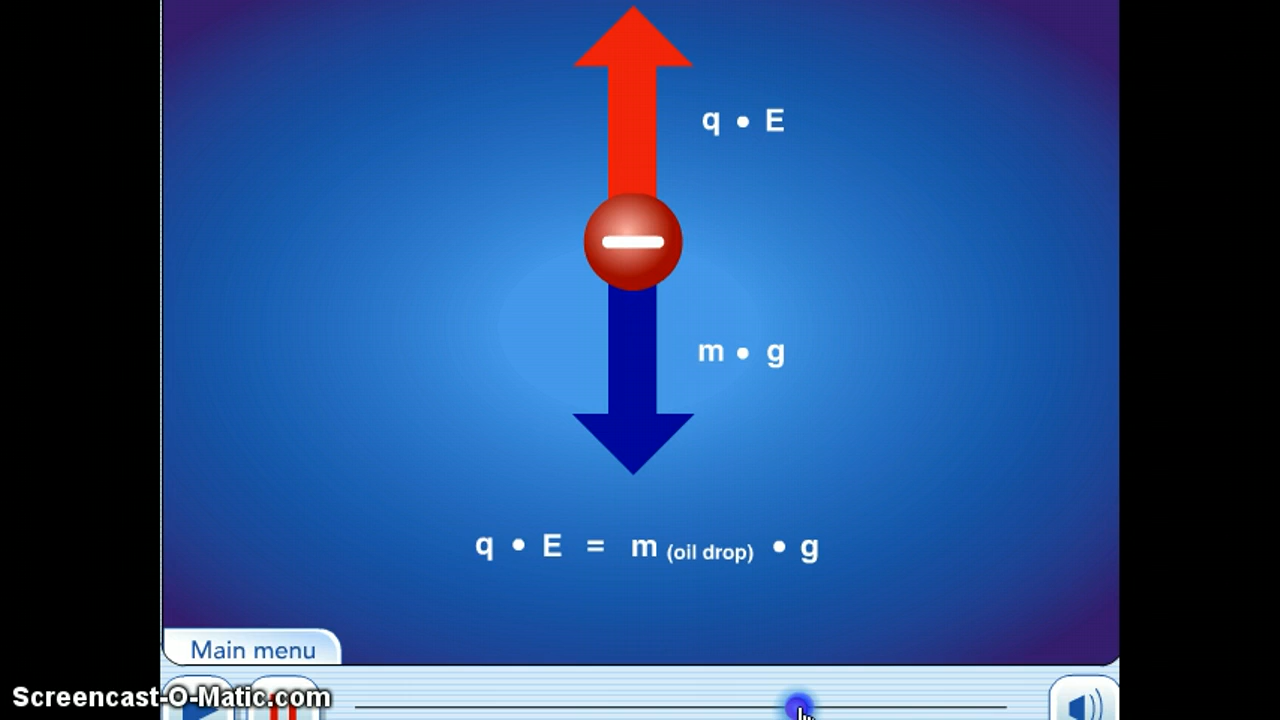 q • E
m • g
q • E = m (oil drop) • g
Main menu
Screencast-O-Matic.com